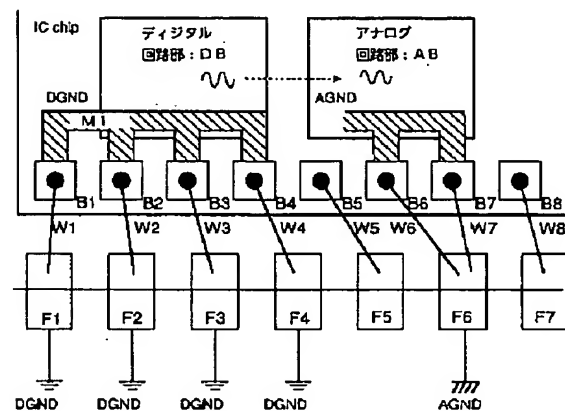 IC chip
ディジタル
回路部：DB
アナログ
回路部：AB
DGND
M1
AGND
B1 B2 B3 B4 B5 B6 B7 B8
W1 W2 W3 W4 W5 W6 W7 W8
F1 F2 F3 F4 F5 F6 F7
DGND DGND DGND DGND AGND